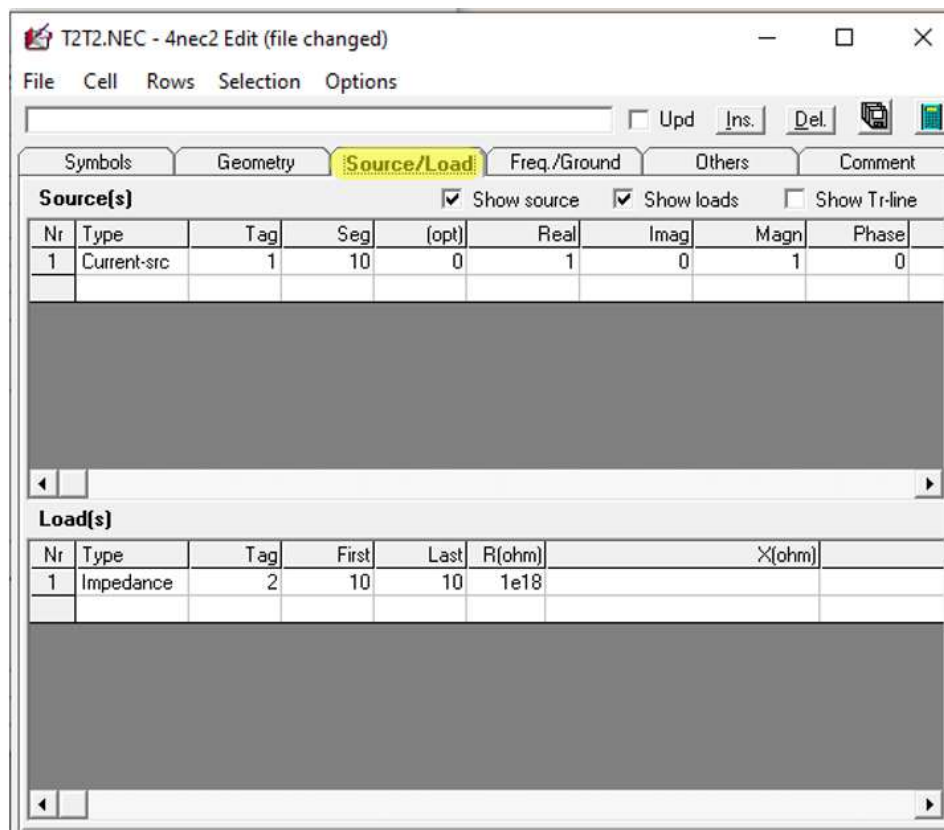 T2T2.NEC - 4nec2 Edit (file changed)
File Cell Rows Selection Options
Upd Ins. Del.
Symbols Geometry Source/Load Freq./Ground Others Comment
Source(s) Show source Show loads Show Tr-line
Nr Type Tag Seg (opt) Real Imag Magn Phase
1 Current-src 1 10 0 1 0 1 0
Load(s)
Nr Type Tag First Last R(ohm) X(ohm)
1 Impedance 2 10 10 1e18